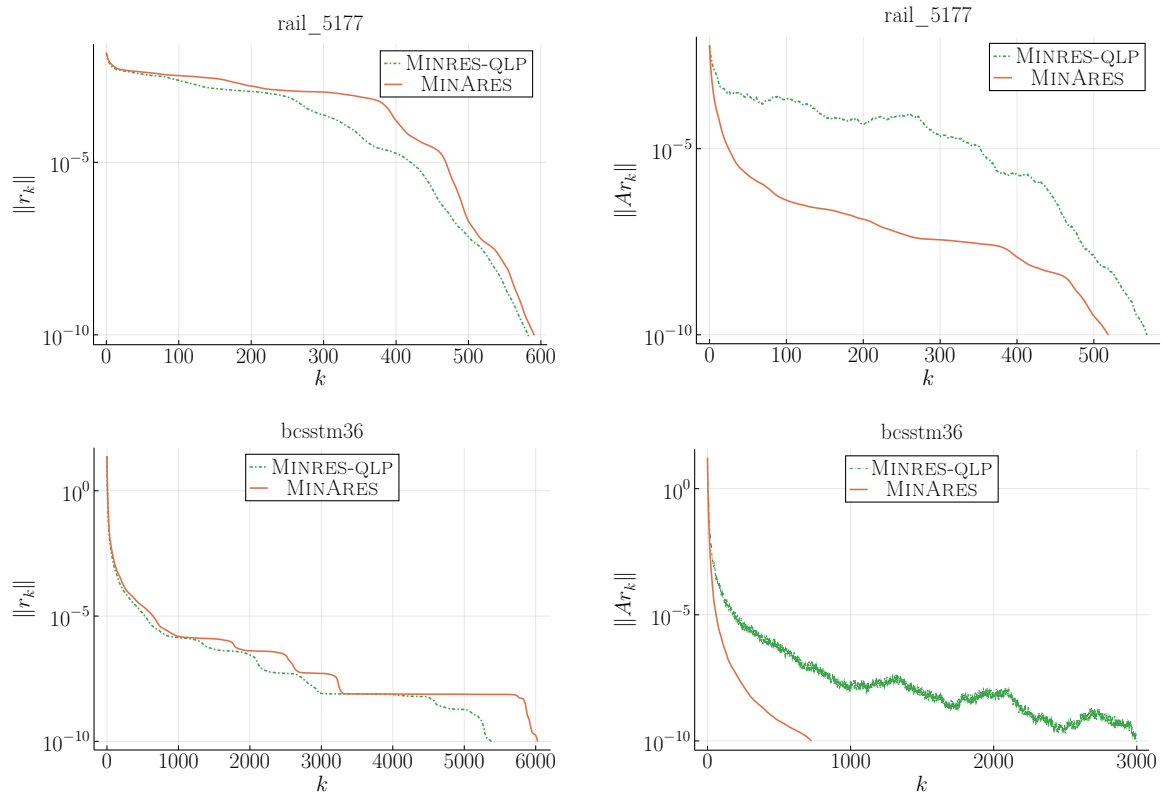 rail_5177
MINRES-QLP
MINARES
‖r_k‖
10^{-5}
10^{-10}
0 100 200 300 400 500 600
k
rail_5177
MINRES-QLP
MINARES
‖Ar_k‖
10^{-5}
10^{-10}
0 100 200 300 400 500
k
bcsstm36
MINRES-QLP
MINARES
‖r_k‖
10^0
10^{-5}
10^{-10}
0 1000 2000 3000 4000 5000 6000
k
bcsstm36
MINRES-QLP
MINARES
‖Ar_k‖
10^0
10^{-5}
10^{-10}
0 1000 2000 3000
k